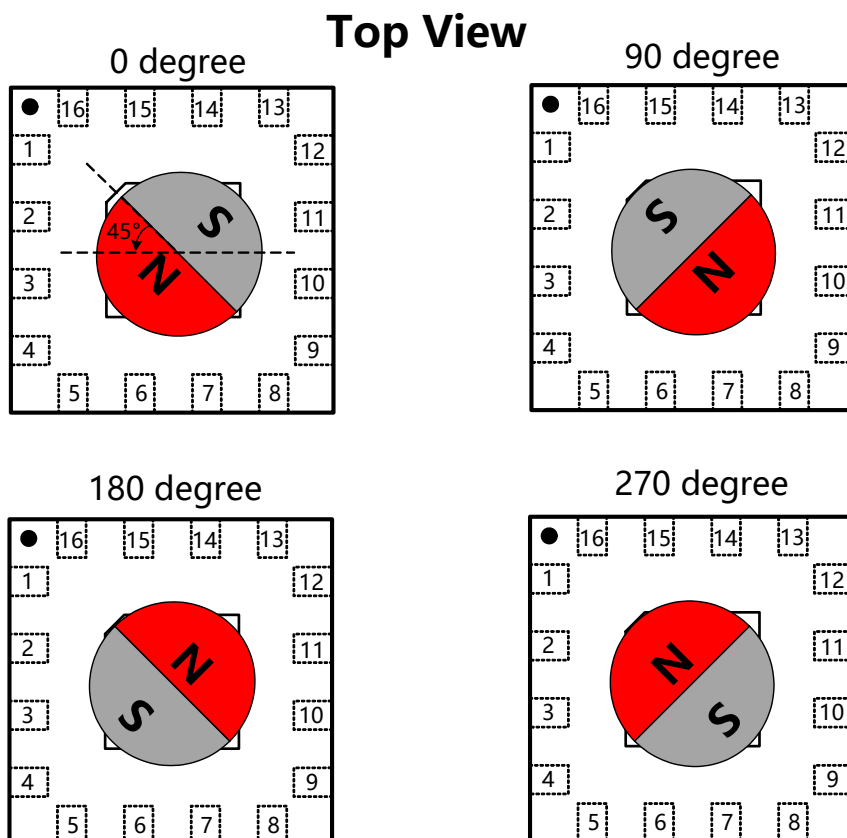 Top View
0 degree
16 15 14 13
1 12
2 11
3 10
4 9
5 6 7 8
45°
S
N
90 degree
16 15 14 13
1 12
2 11
3 10
4 9
5 6 7 8
S
N
180 degree
16 15 14 13
1 12
2 11
3 10
4 9
5 6 7 8
N
S
270 degree
16 15 14 13
1 12
2 11
3 10
4 9
5 6 7 8
N
S